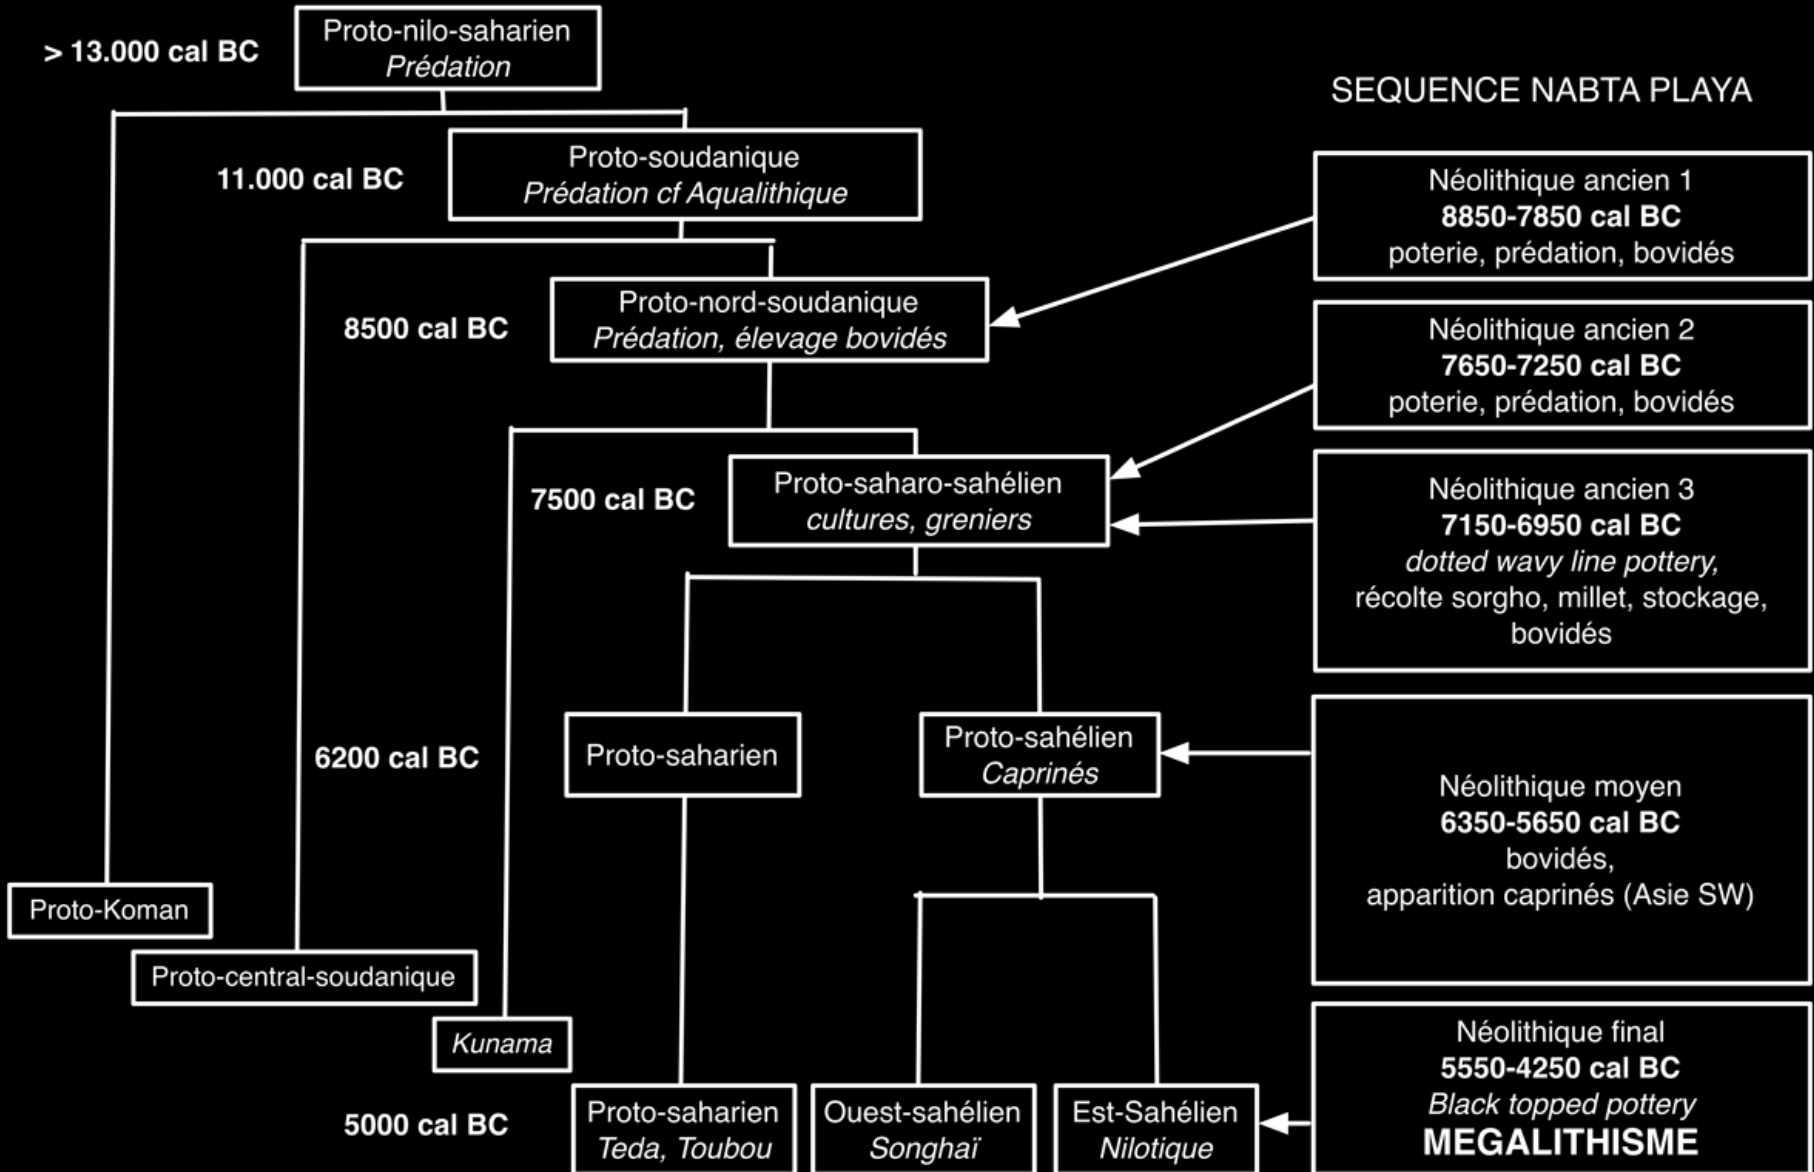 > 13.000 cal BC
Proto-nilo-saharien
Prédation
11.000 cal BC
Proto-soudanique
Prédation cf Aqualithique
8500 cal BC
Proto-nord-soudanique
Prédation, élevage bovidés
7500 cal BC
Proto-saharo-sahélien
cultures, greniers
6200 cal BC
Proto-saharien
Proto-sahélien
Caprinés
Proto-Koman
Proto-central-soudanique
Kunama
5000 cal BC
Proto-saharien
Teda, Toubou
Ouest-sahélien
Songhaï
Est-Sahélien
Nilotique
SEQUENCE NABTA PLAYA
Néolithique ancien 1
8850-7850 cal BC
poterie, prédation, bovidés
Néolithique ancien 2
7650-7250 cal BC
poterie, prédation, bovidés
Néolithique ancien 3
7150-6950 cal BC
dotted wavy line pottery,
récolte sorgho, millet, stockage,
bovidés
Néolithique moyen
6350-5650 cal BC
bovidés,
apparition caprinés (Asie SW)
Néolithique final
5550-4250 cal BC
Black topped pottery
MEGALITHISME